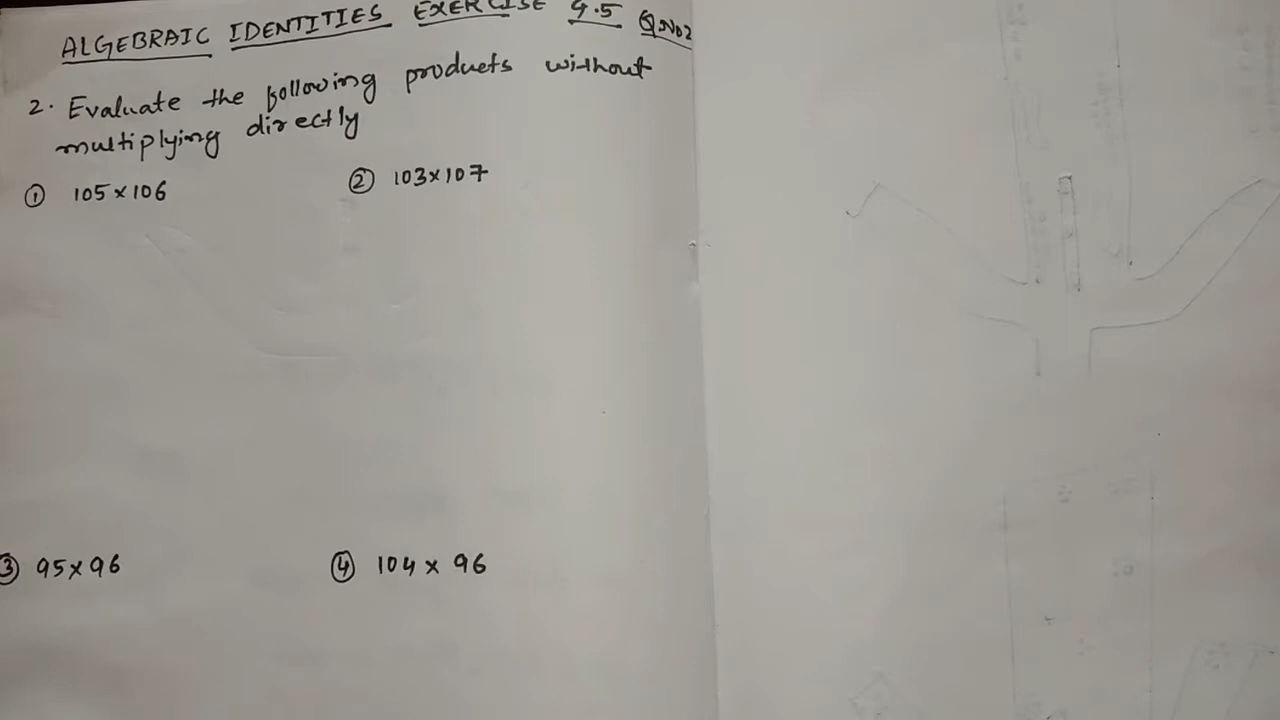 ALGEBRAIC IDENTITIES EXERCISE 9.5 Q.No2
2. Evaluate the following products without
multiplying directly
① 105 x 106 ② 103 x 107
③ 95 x 96 ④ 104 x 96